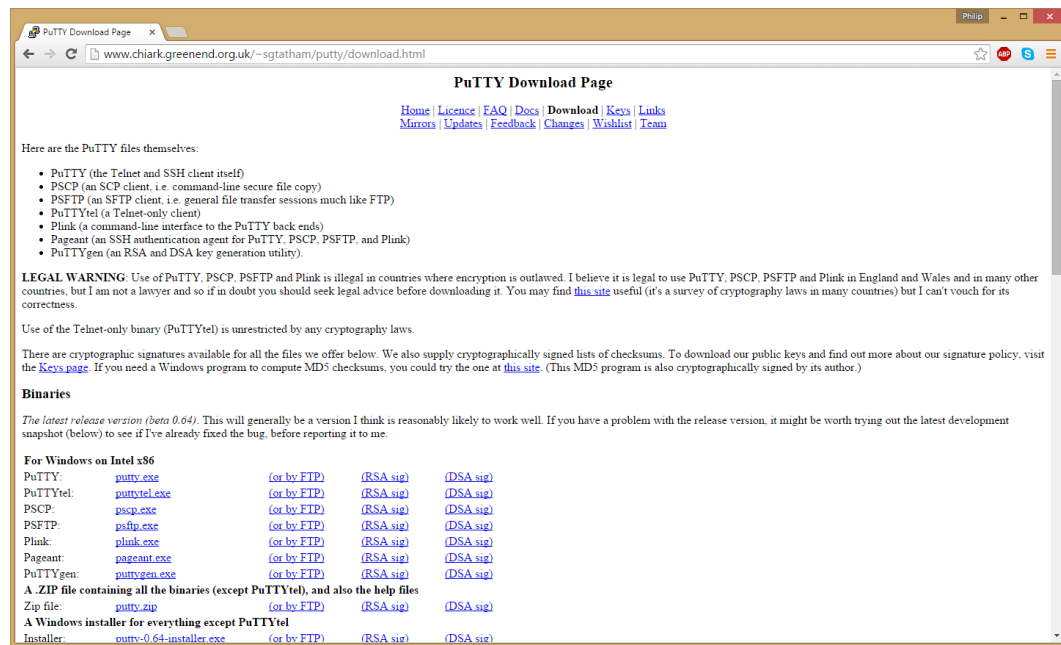 Philip
PuTTY Download Page
www.chiark.greenend.org.uk/~sgtatham/putty/download.html
ABP
S
PuTTY Download Page
Home | Licence | FAQ | Docs | Download | Keys | Links
Mirrors | Updates | Feedback | Changes | Wishlist | Team
Here are the PuTTY files themselves:
• PuTTY (the Telnet and SSH client itself)
• PSCP (an SCP client, i.e. command-line secure file copy)
• PSFTP (an SFTP client, i.e. general file transfer sessions much like FTP)
• PuTTYtel (a Telnet-only client)
• Plink (a command-line interface to the PuTTY back ends)
• Pageant (an SSH authentication agent for PuTTY, PSCP, PSFTP, and Plink)
• PuTTYgen (an RSA and DSA key generation utility).
LEGAL WARNING: Use of PuTTY, PSCP, PSFTP and Plink is illegal in countries where encryption is outlawed. I believe it is legal to use PuTTY, PSCP, PSFTP and Plink in England and Wales and in many other
countries, but I am not a lawyer and so if in doubt you should seek legal advice before downloading it. You may find this site useful (it's a survey of cryptography laws in many countries) but I can't vouch for its
correctness.
Use of the Telnet-only binary (PuTTYtel) is unrestricted by any cryptography laws.
There are cryptographic signatures available for all the files we offer below. We also supply cryptographically signed lists of checksums. To download our public keys and find out more about our signature policy, visit
the Keys page. If you need a Windows program to compute MD5 checksums, you could try the one at this site. (This MD5 program is also cryptographically signed by its author.)
Binaries
The latest release version (beta 0.64). This will generally be a version I think is reasonably likely to work well. If you have a problem with the release version, it might be worth trying out the latest development
snapshot (below) to see if I've already fixed the bug, before reporting it to me.
For Windows on Intel x86
PuTTY: putty.exe (or by FTP) (RSA sig) (DSA sig)
PuTTYtel: puttytel.exe (or by FTP) (RSA sig) (DSA sig)
PSCP: pscp.exe (or by FTP) (RSA sig) (DSA sig)
PSFTP: psftp.exe (or by FTP) (RSA sig) (DSA sig)
Plink: plink.exe (or by FTP) (RSA sig) (DSA sig)
Pageant: pageant.exe (or by FTP) (RSA sig) (DSA sig)
PuTTYgen: puttygen.exe (or by FTP) (RSA sig) (DSA sig)
A .ZIP file containing all the binaries (except PuTTYtel), and also the help files
Zip file: putty.zip (or by FTP) (RSA sig) (DSA sig)
A Windows installer for everything except PuTTYtel
Installer: putty-0.64-installer.exe (or by FTP) (RSA sig) (DSA sig)